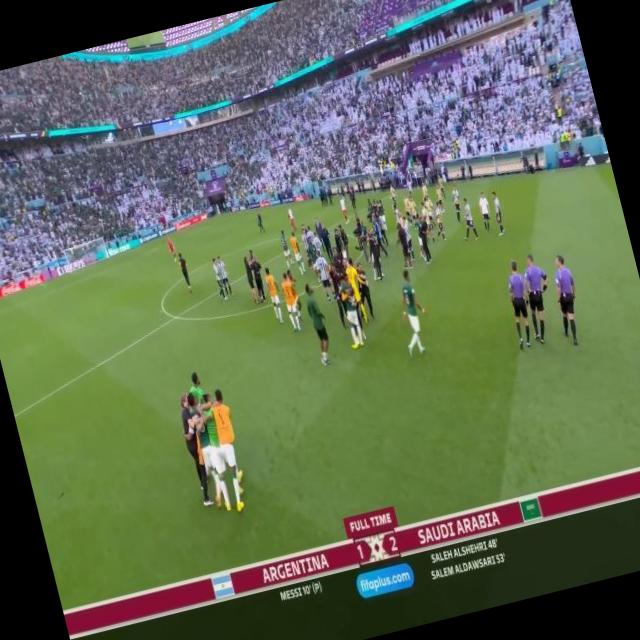 FULL TIME
ARGENTINA 1 2 SAUDI ARABIA
MESSI 10' (P)
fifaplus.com
SALEH ALSHEHRI 48'
SALEM ALDAWSARI 53'